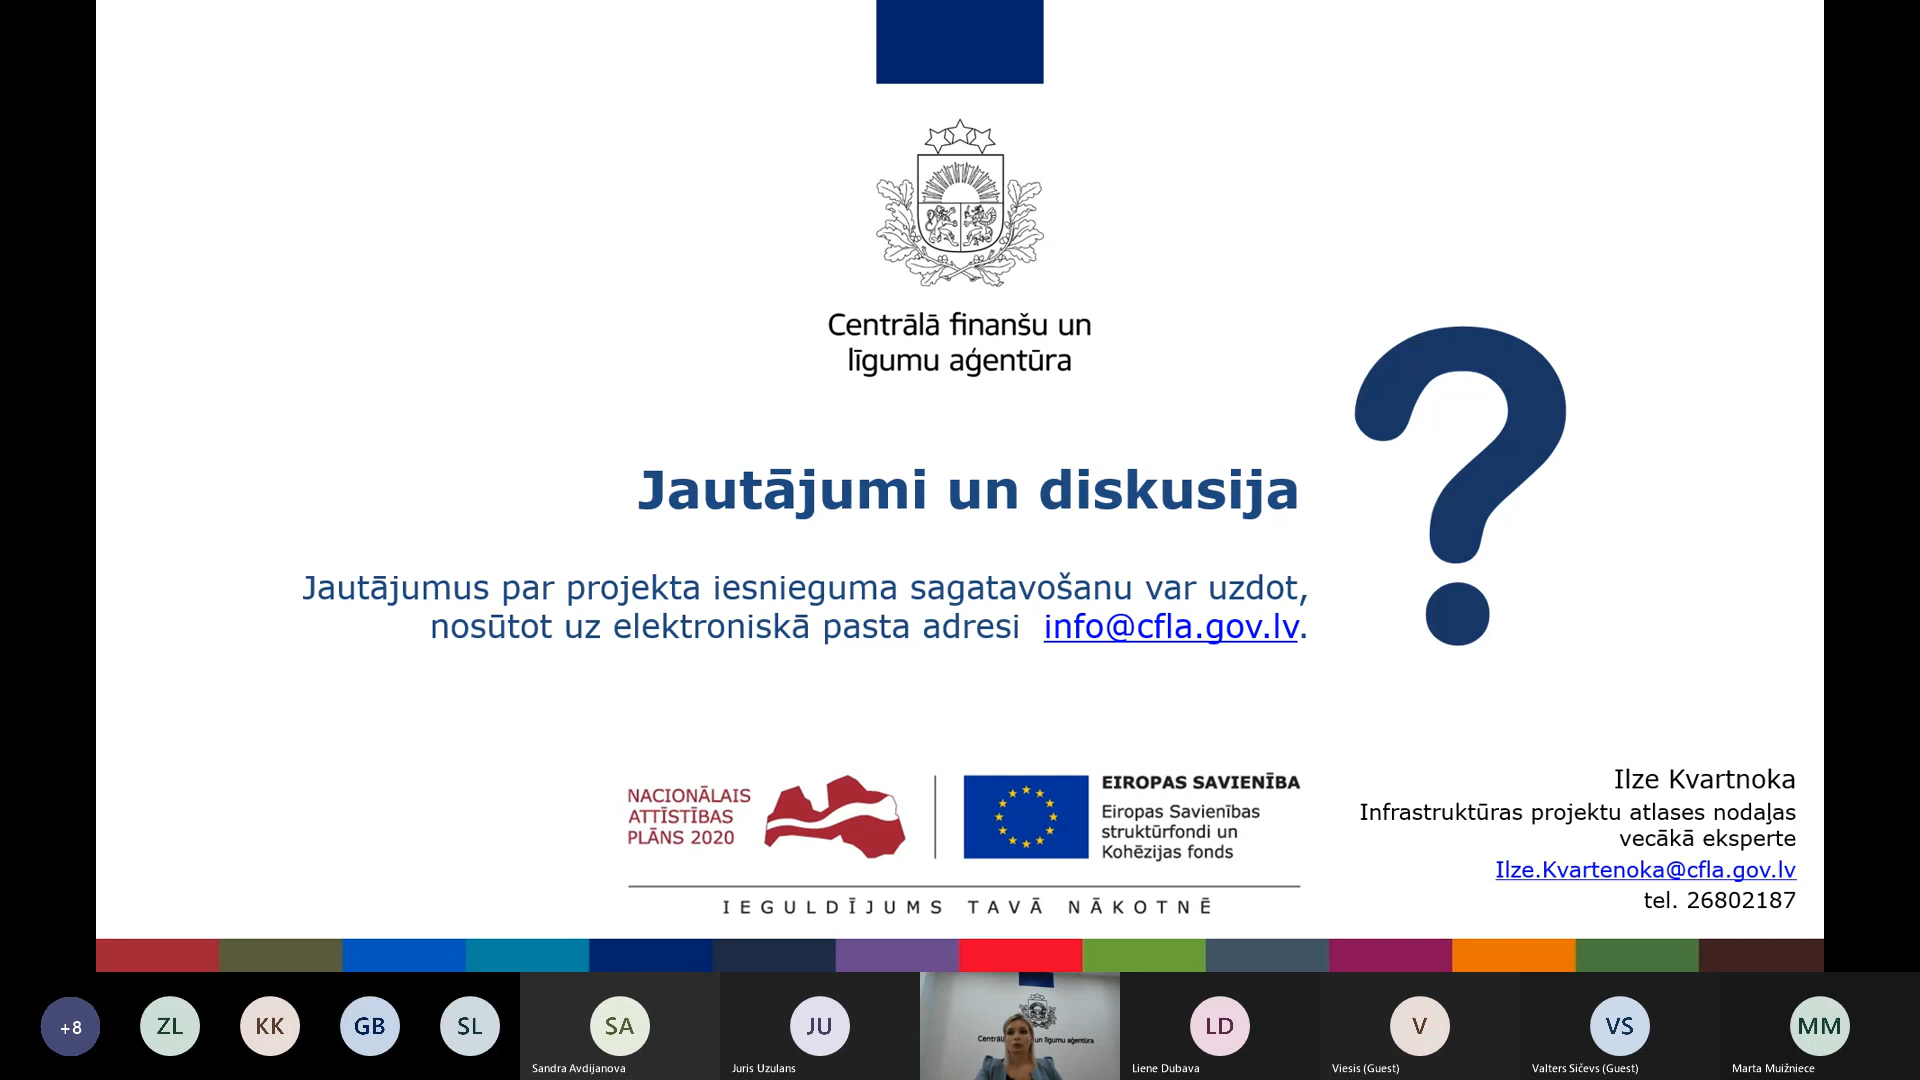 Centrālā finanšu un
līgumu aģentūra
Jautājumi un diskusija
Jautājumus par projekta iesnieguma sagatavošanu var uzdot,
nosūtot uz elektroniskā pasta adresi info@cfla.gov.lv.
NACIONĀLAIS
ATTĪSTĪBAS
PLĀNS 2020
EIROPAS SAVIENĪBA
Eiropas Savienības
struktūrfondi un
Kohēzijas fonds
IEGULDĪJUMS TAVĀ NĀKOTNĒ
Ilze Kvartnoka
Infrastruktūras projektu atlases nodaļas
vecākā eksperte
Ilze.Kvartenoka@cfla.gov.lv
tel. 26802187
+8
ZL
KK
GB
SL
SA
Sandra Avdijanova
JU
Juris Uzulans
Centrāl un līgumu aģentūra
LD
Liene Dubava
V
Viesis (Guest)
VS
Valters Sičevs (Guest)
MM
Marta Muižniece